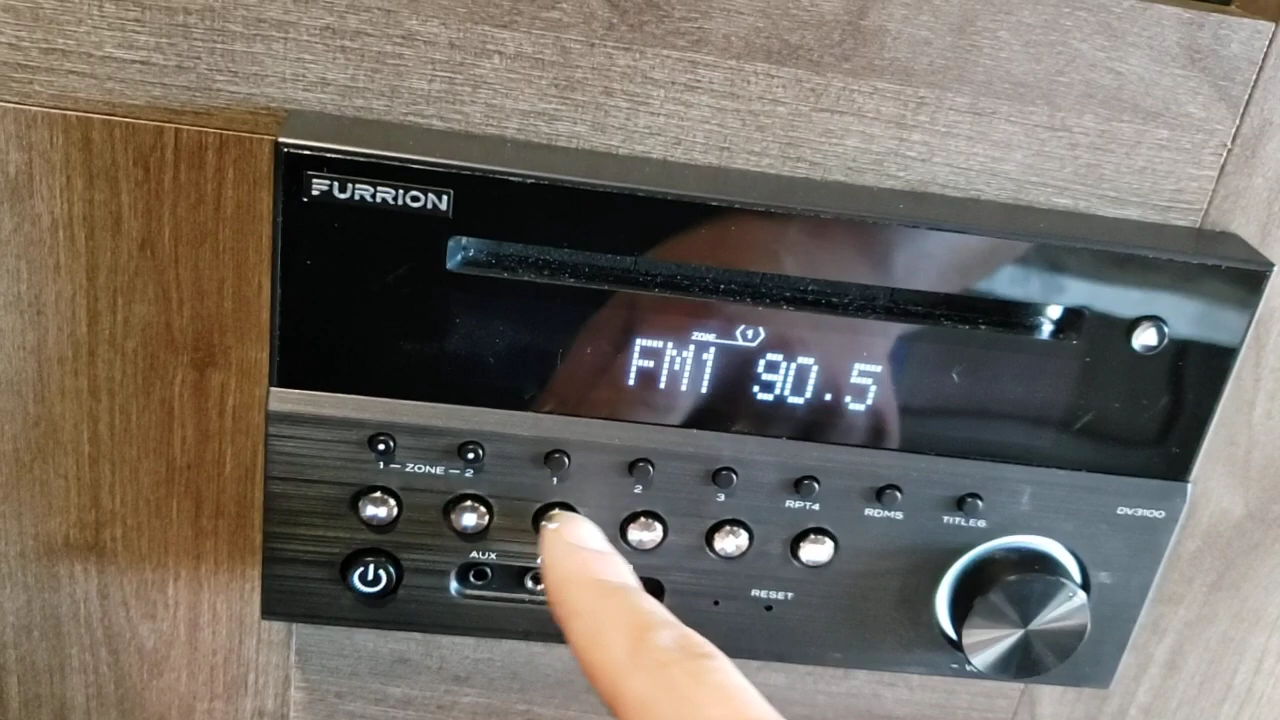 FURRION
ZONE 1
FM1 90.5
1 – ZONE – 2
1
2
3
RPT4
RDM5
TITLE6
DV3100
AUX
RESET